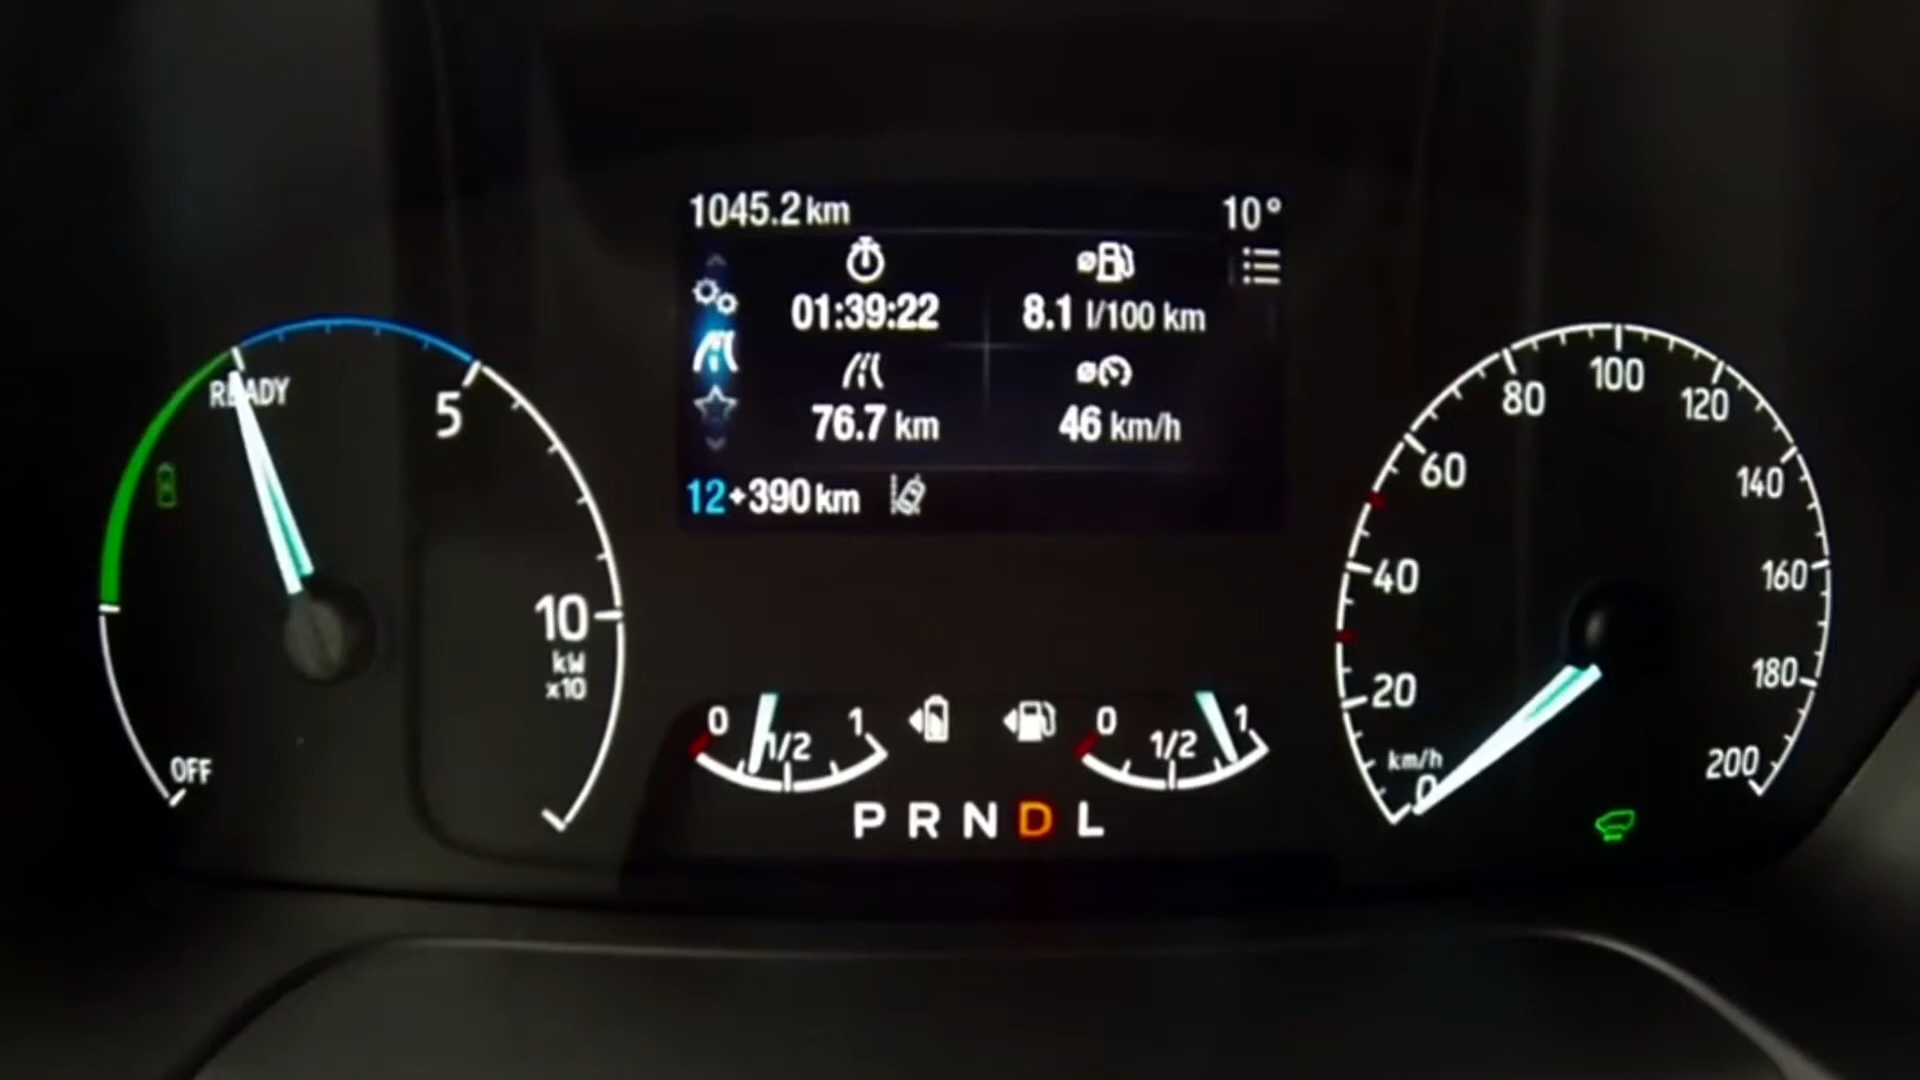 1045.2 km
10°
01:39:22
8.1 l/100 km
76.7 km
46 km/h
12+390 km
READY
5
10
kW
x10
OFF
0
1/2
1
0
1/2
1
P R N D L
0
20
40
60
80
100
120
140
160
180
200
km/h